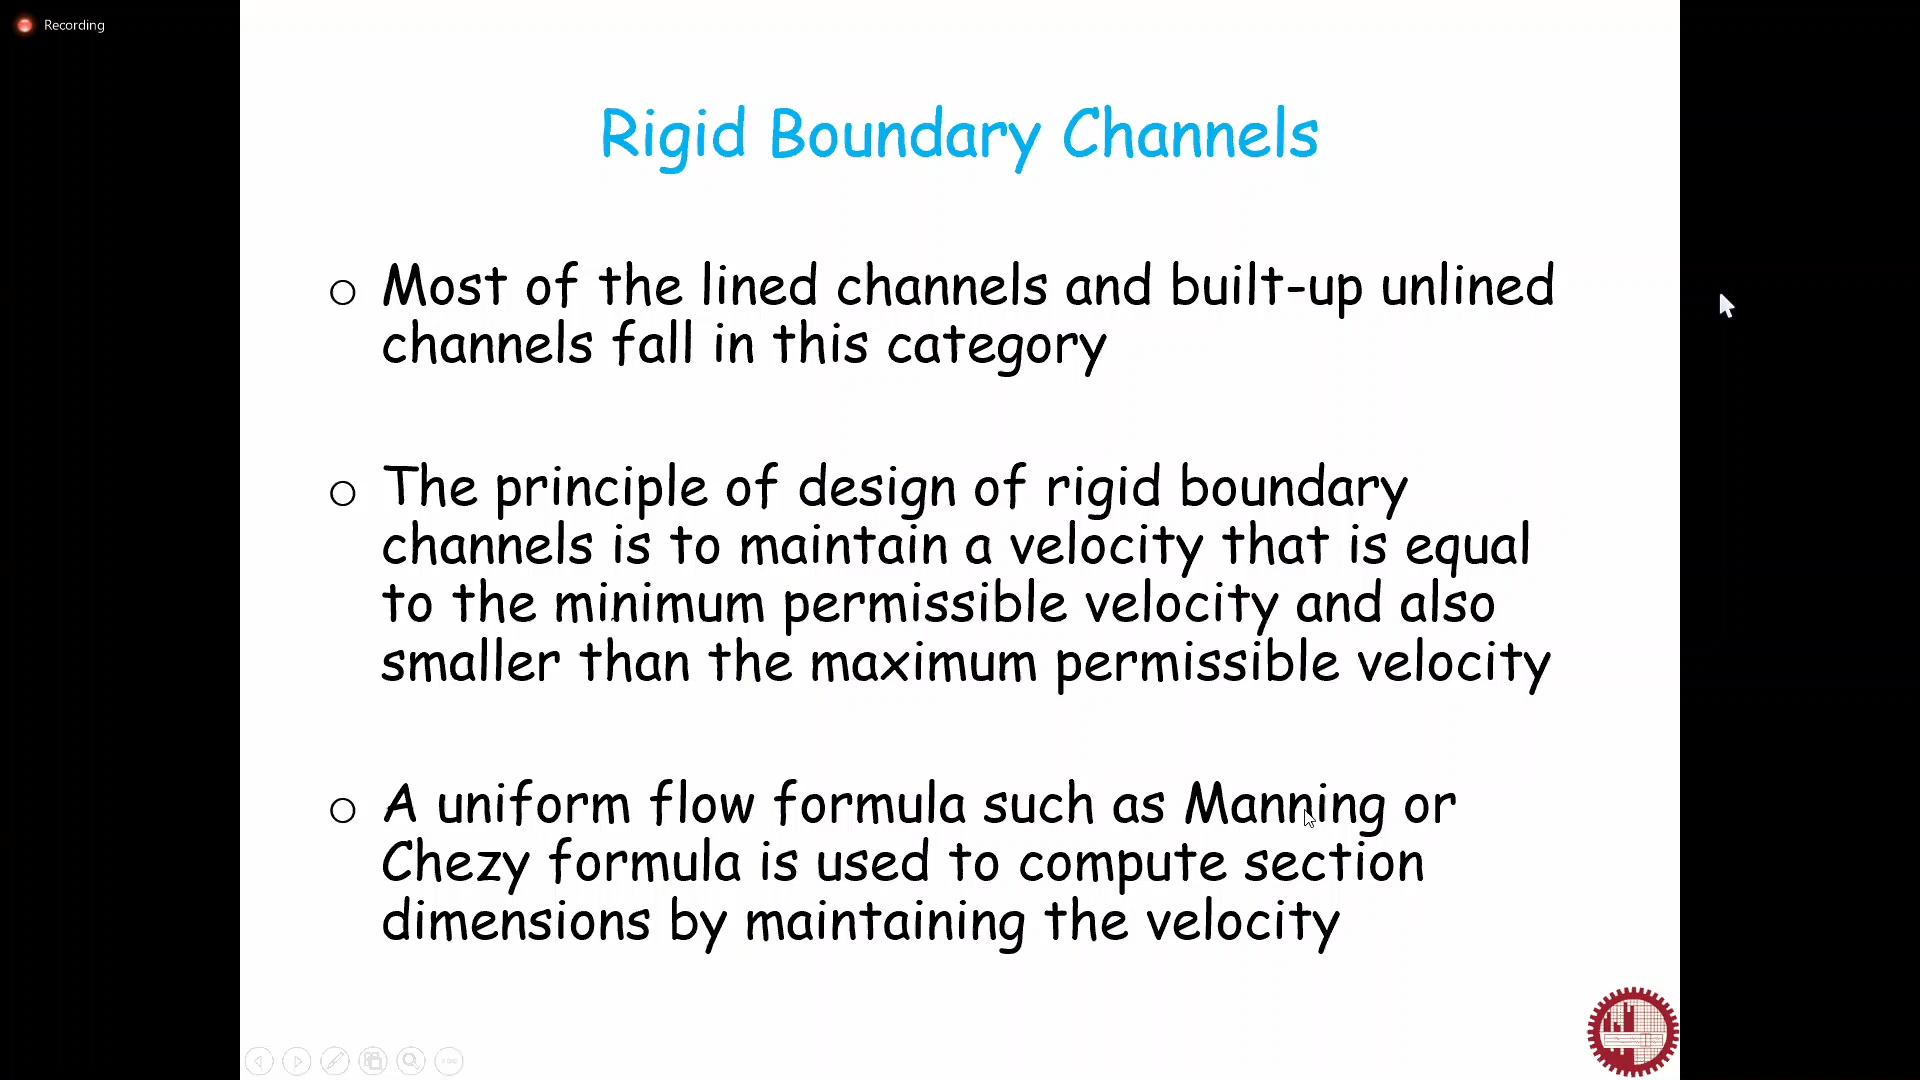 Recording
Rigid Boundary Channels
o Most of the lined channels and built-up unlined
channels fall in this category
o The principle of design of rigid boundary
channels is to maintain a velocity that is equal
to the minimum permissible velocity and also
smaller than the maximum permissible velocity
o A uniform flow formula such as Manning or
Chezy formula is used to compute section
dimensions by maintaining the velocity